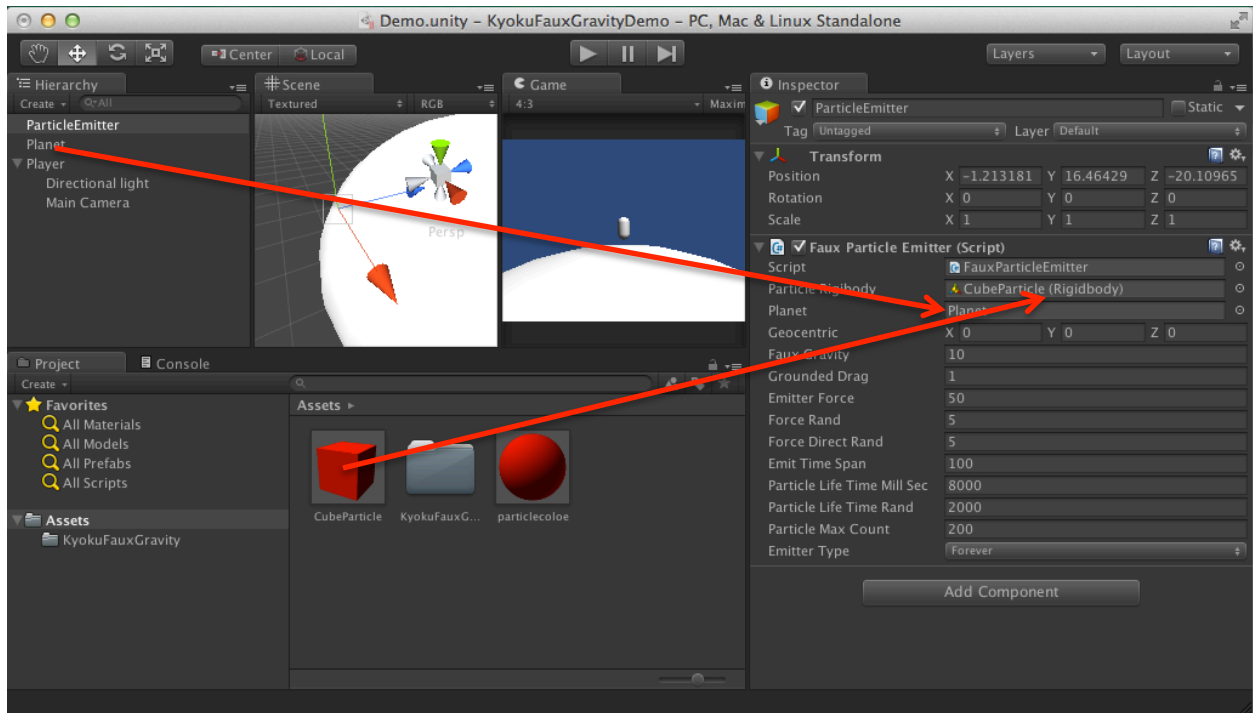 Demo.unity – KyokuFauxGravityDemo – PC, Mac & Linux Standalone
Center Local Layers Layout
Hierarchy
Create All
ParticleEmitter
Planet
Player
Directional light
Main Camera
Scene
Textured RGB
Persp
Game
4:3 Maxim
Project Console
Create
Favorites
All Materials
All Models
All Prefabs
All Scripts
Assets
KyokuFauxGravity
Assets
CubeParticle KyokuFauxG... particlecoloe
Inspector
ParticleEmitter Static
Tag Untagged Layer Default
Transform
Position X -1.213181 Y 16.46429 Z -20.10965
Rotation X 0 Y 0 Z 0
Scale X 1 Y 1 Z 1
Faux Particle Emitter (Script)
Script FauxParticleEmitter
Particle Rigibody CubeParticle (Rigidbody)
Planet Planet
Geocentric X 0 Y 0 Z 0
Faux Gravity 10
Grounded Drag 1
Emitter Force 50
Force Rand 5
Force Direct Rand 5
Emit Time Span 100
Particle Life Time Mill Sec 8000
Particle Life Time Rand 2000
Particle Max Count 200
Emitter Type Forever
Add Component